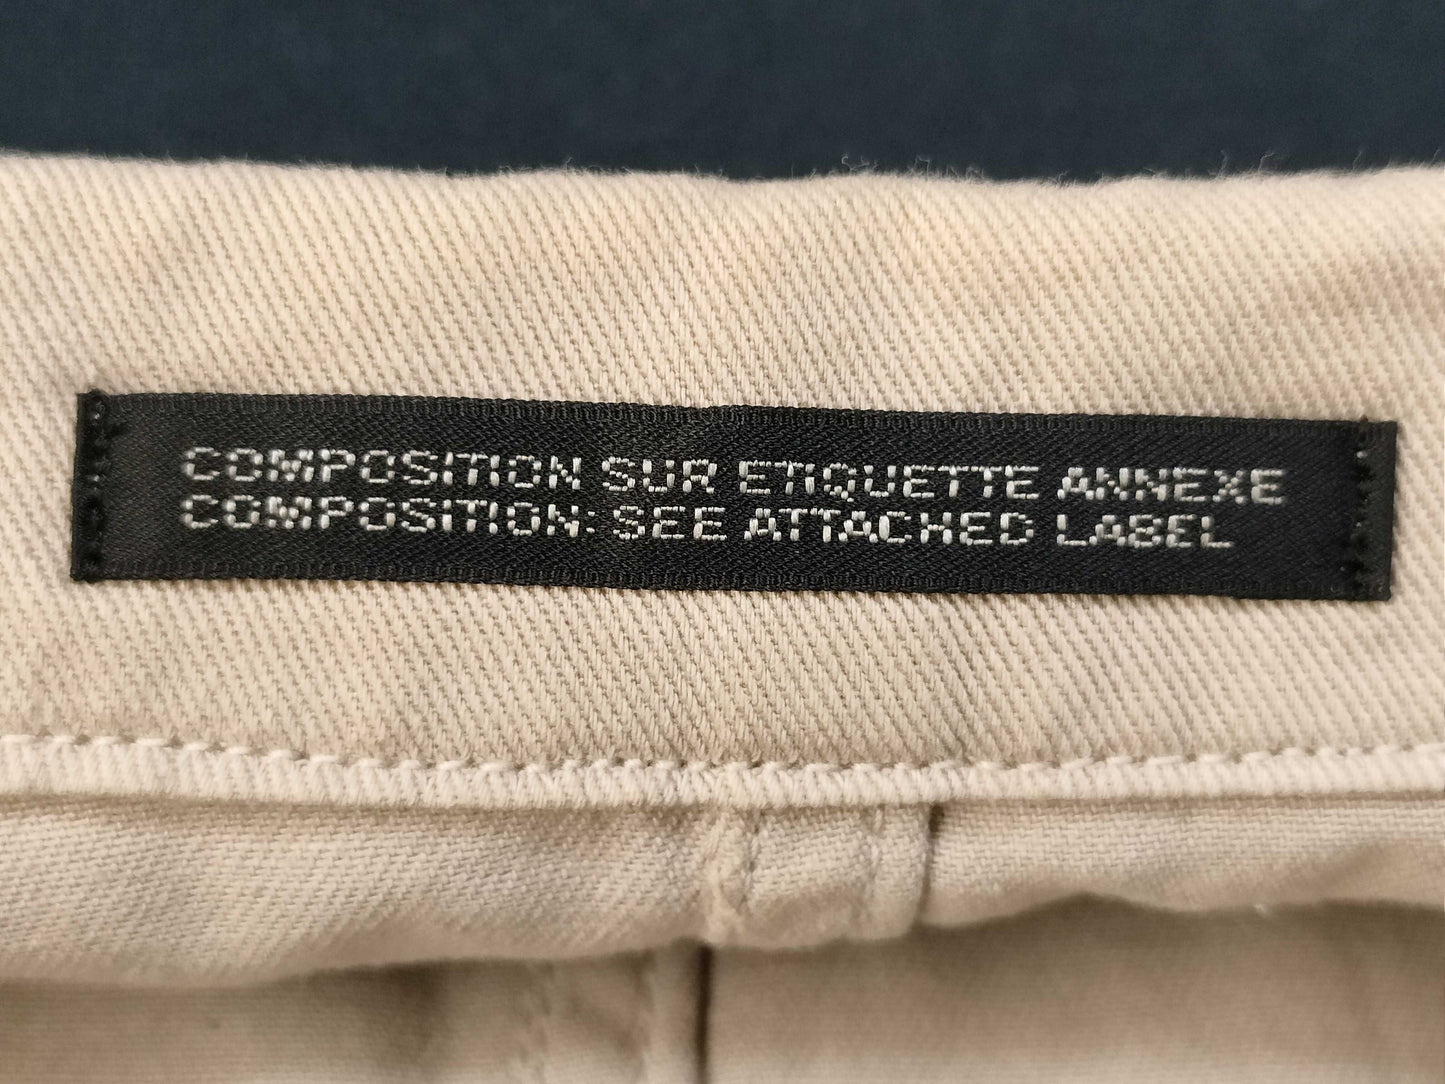 COMPOSITION SUR ETIQUETTE ANNEXE
COMPOSITION: SEE ATTACHED LABEL